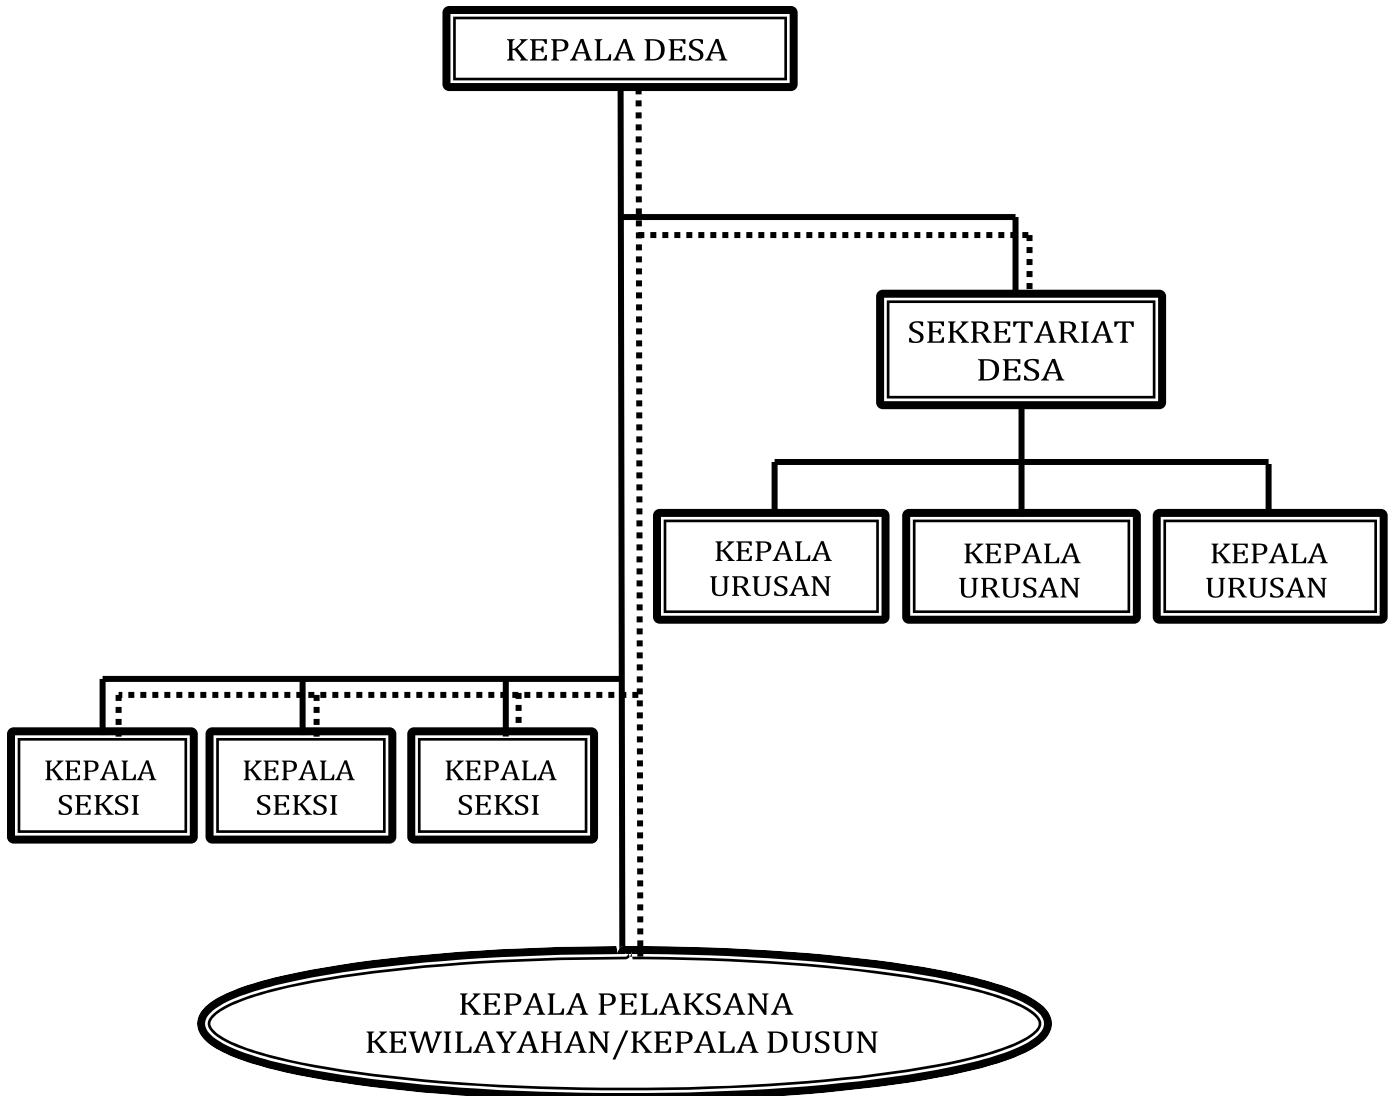 KEPALA DESA
SEKRETARIAT
DESA
KEPALA
URUSAN
KEPALA
URUSAN
KEPALA
URUSAN
KEPALA
SEKSI
KEPALA
SEKSI
KEPALA
SEKSI
KEPALA PELAKSANA
KEWILAYAHAN/KEPALA DUSUN